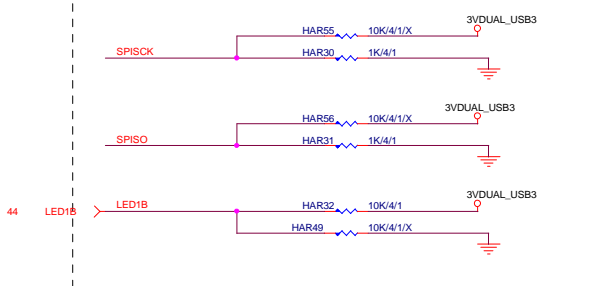 3VDUAL_USB3
HAR55 10K/4/1/X
SPISCK HAR30 1K/4/1
3VDUAL_USB3
HAR56 10K/4/1/X
SPISO HAR31 1K/4/1
3VDUAL_USB3
44 LED1B LED1B HAR32 10K/4/1
HAR49 10K/4/1/X